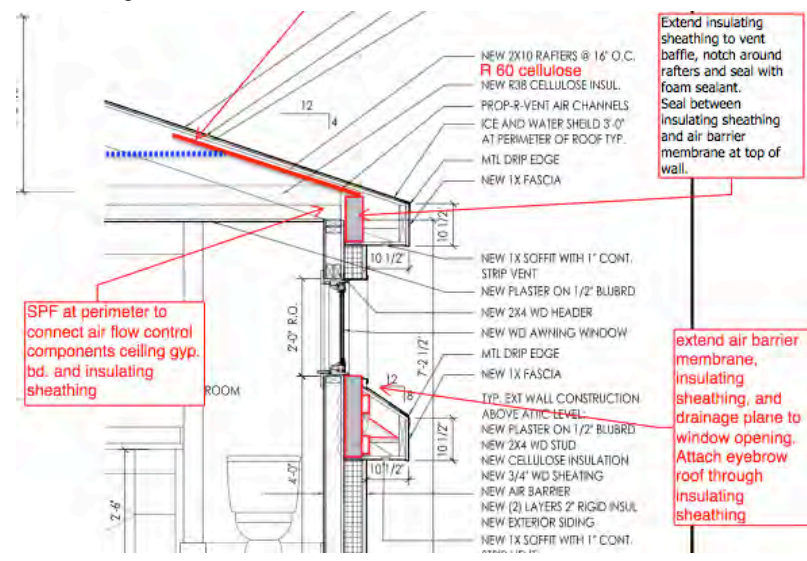 NEW 2X10 RAFTERS @ 16" O.C.
R 60 cellulose
NEW R38 CELLULOSE INSUL.
PROP-R-VENT AIR CHANNELS
ICE AND WATER SHEILD 3'-0"
AT PERIMETER OF ROOF TYP.
MTL DRIP EDGE
NEW 1X FASCIA
NEW 1X SOFFIT WITH 1" CONT.
STRIP VENT
NEW PLASTER ON 1/2" BLUBRD
NEW 2X4 WD HEADER
NEW WD AWNING WINDOW
MTL DRIP EDGE
NEW 1X FASCIA
TYP. EXT WALL CONSTRUCTION
ABOVE ATTIC LEVEL:
NEW PLASTER ON 1/2" BLUBRD
NEW 2X4 WD STUD
NEW CELLULOSE INSULATION
NEW 3/4" WD SHEATING
NEW AIR BARRIER
NEW (2) LAYERS 2" RIGID INSUL
NEW EXTERIOR SIDING
NEW 1X SOFFIT WITH 1" CONT.
Extend insulating
sheathing to vent
baffle, notch around
rafters and seal with
foam sealant.
Seal between
insulating sheathing
and air barrier
membrane at top of
wall.
extend air barrier
membrane,
insulating
sheathing, and
drainage plane to
window opening.
Attach eyebrow
roof through
insulating
sheathing
SPF at perimeter to
connect air flow control
components ceiling gyp.
bd. and insulating
sheathing
ROOM
12
4
10 1/2"
10 1/2"
2'-0" R.O.
7'-2 1/2"
12
8
10 1/2"
10 1/2"
4'-0"
2'-6"